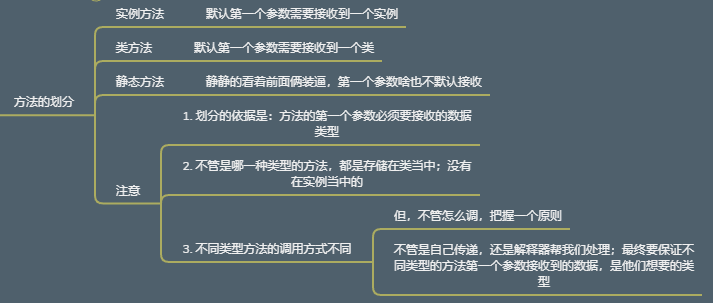 实例方法 默认第一个参数需要接收到一个实例
类方法 默认第一个参数需要接收到一个类
静态方法 静静的看着前面俩装逼，第一个参数啥也不默认接收
方法的划分
1. 划分的依据是：方法的第一个参数必须要接收的数据
类型
2. 不管是哪一种类型的方法，都是存储在类当中；没有
在实例当中的
注意
但，不管怎么调，把握一个原则
3. 不同类型方法的调用方式不同
不管是自己传递，还是解释器帮我们处理；最终要保证不
同类型的方法第一个参数接收到的数据，是他们想要的类
型